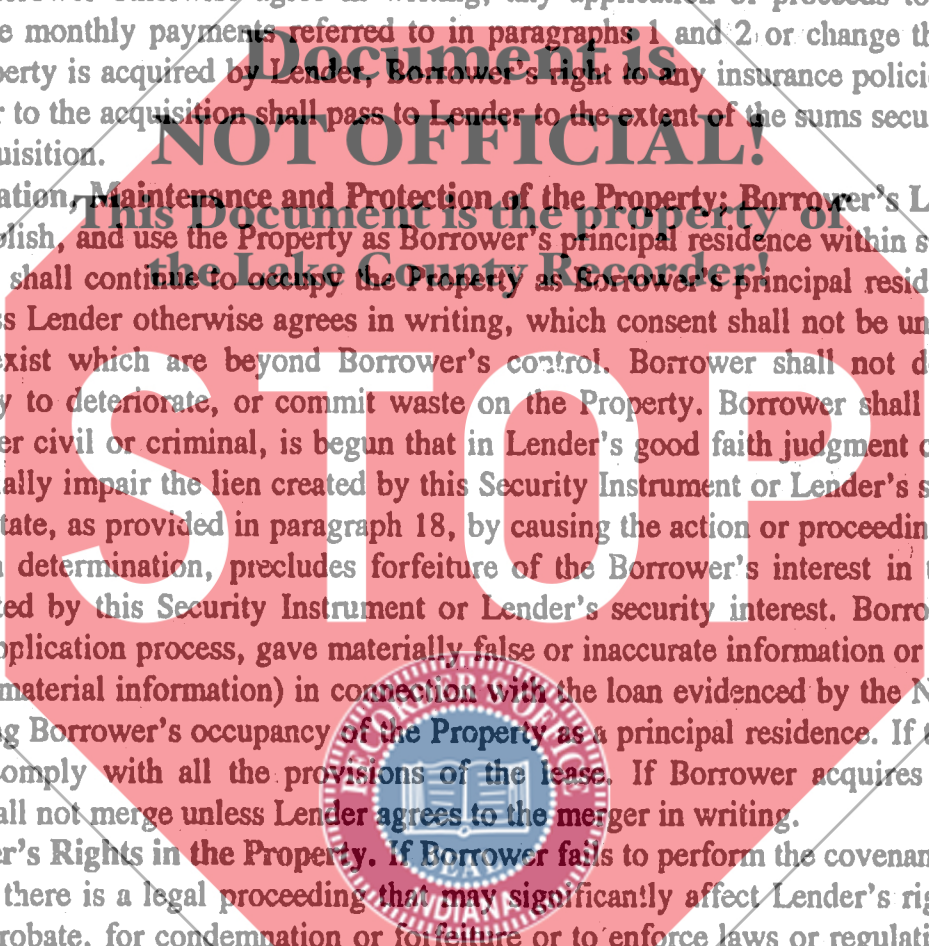 e monthly payments referred to in paragraphs 1 and 2 or change th
Document is
perty is acquired by Lender, Borrower's right to any insurance polici
r to the acquisition shall pass to Lender to the extent of the sums secu
NOT OFFICIAL!
uisition.
ation, Maintenance and Protection of the Property; Borrower's L
This Document is the property of
olish, and use the Property as Borrower's principal residence within s
the Lake County Recorder!
shall continue to occupy the Property as Borrower's principal resid
ss Lender otherwise agrees in writing, which consent shall not be un
exist which are beyond Borrower's control. Borrower shall not d
STOP
y to deteriorate, or commit waste on the Property. Borrower shall
er civil or criminal, is begun that in Lender's good faith judgment c
ially impair the lien created by this Security Instrument or Lender's s
tate, as provided in paragraph 18, by causing the action or proceedin
determination, precludes forfeiture of the Borrower's interest in
ted by this Security Instrument or Lender's security interest. Borro
pplication process, gave materially false or inaccurate information or
material information) in connection with the loan evidenced by the N
g Borrower's occupancy of the Property as a principal residence. If
omply with all the provisions of the lease. If Borrower acquires
all not merge unless Lender agrees to the merger in writing.
er's Rights in the Property. If Borrower fails to perform the covenan
there is a legal proceeding that may significantly affect Lender's rig
robate, for condemnation or forfeiture or to enforce laws or regulati
SEAL
INDIANA